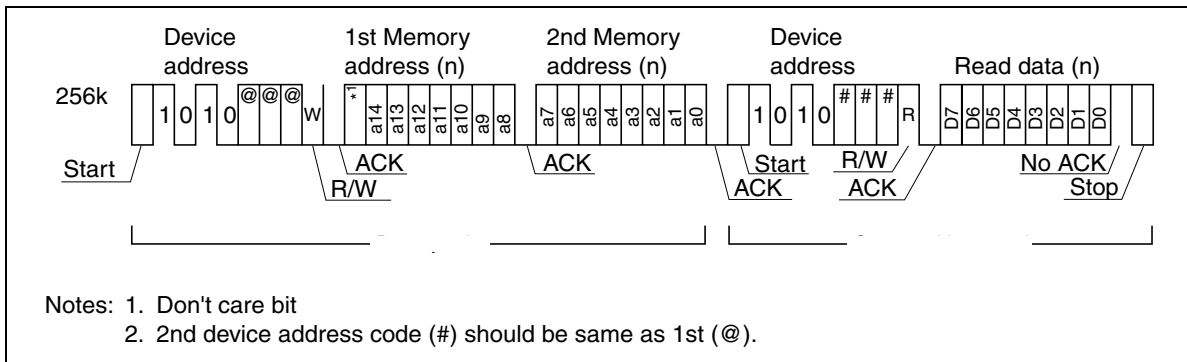 Device address
1st Memory address (n)
2nd Memory address (n)
Device address
Read data (n)
256k
1 0 1 0 @ @ @ W
*1 a14 a13 a12 a11 a10 a9 a8
a7 a6 a5 a4 a3 a2 a1 a0
1 0 1 0 # # # R
D7 D6 D5 D4 D3 D2 D1 D0
Start
ACK
R/W
ACK
ACK
Start
R/W
ACK
No ACK
Stop
Notes: 1. Don't care bit
2. 2nd device address code (#) should be same as 1st (@).